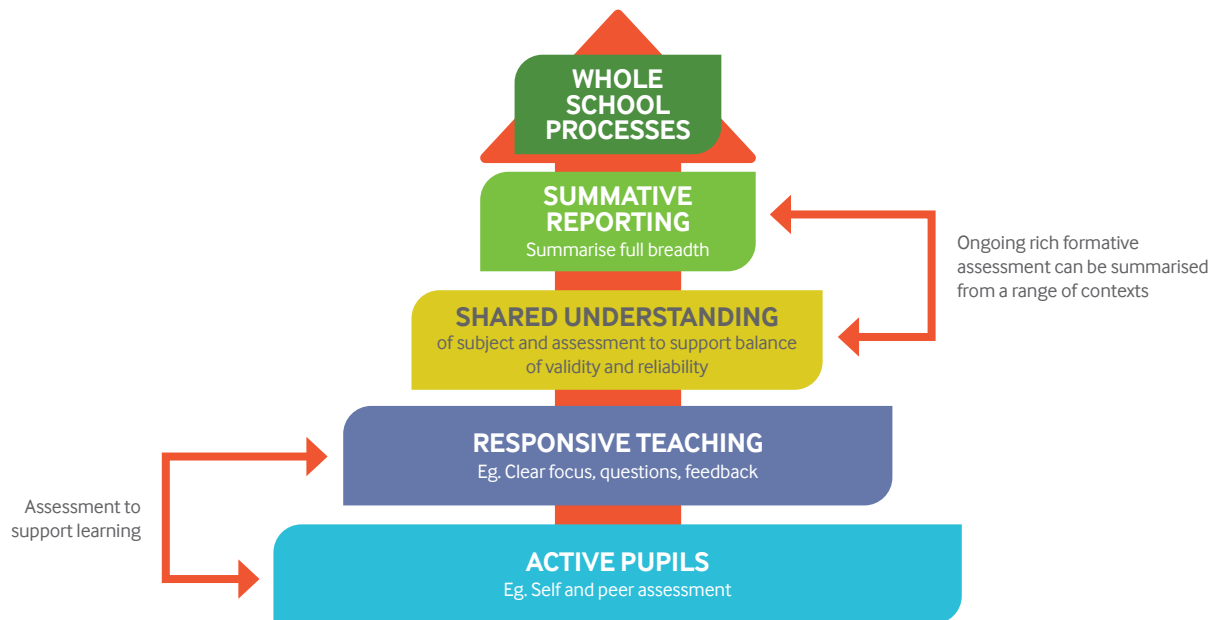 WHOLE
SCHOOL
PROCESSES
SUMMATIVE
REPORTING
Summarise full breadth
Ongoing rich formative
assessment can be summarised
from a range of contexts
SHARED UNDERSTANDING
of subject and assessment to support balance
of validity and reliability
RESPONSIVE TEACHING
Eg. Clear focus, questions, feedback
Assessment to
support learning
ACTIVE PUPILS
Eg. Self and peer assessment